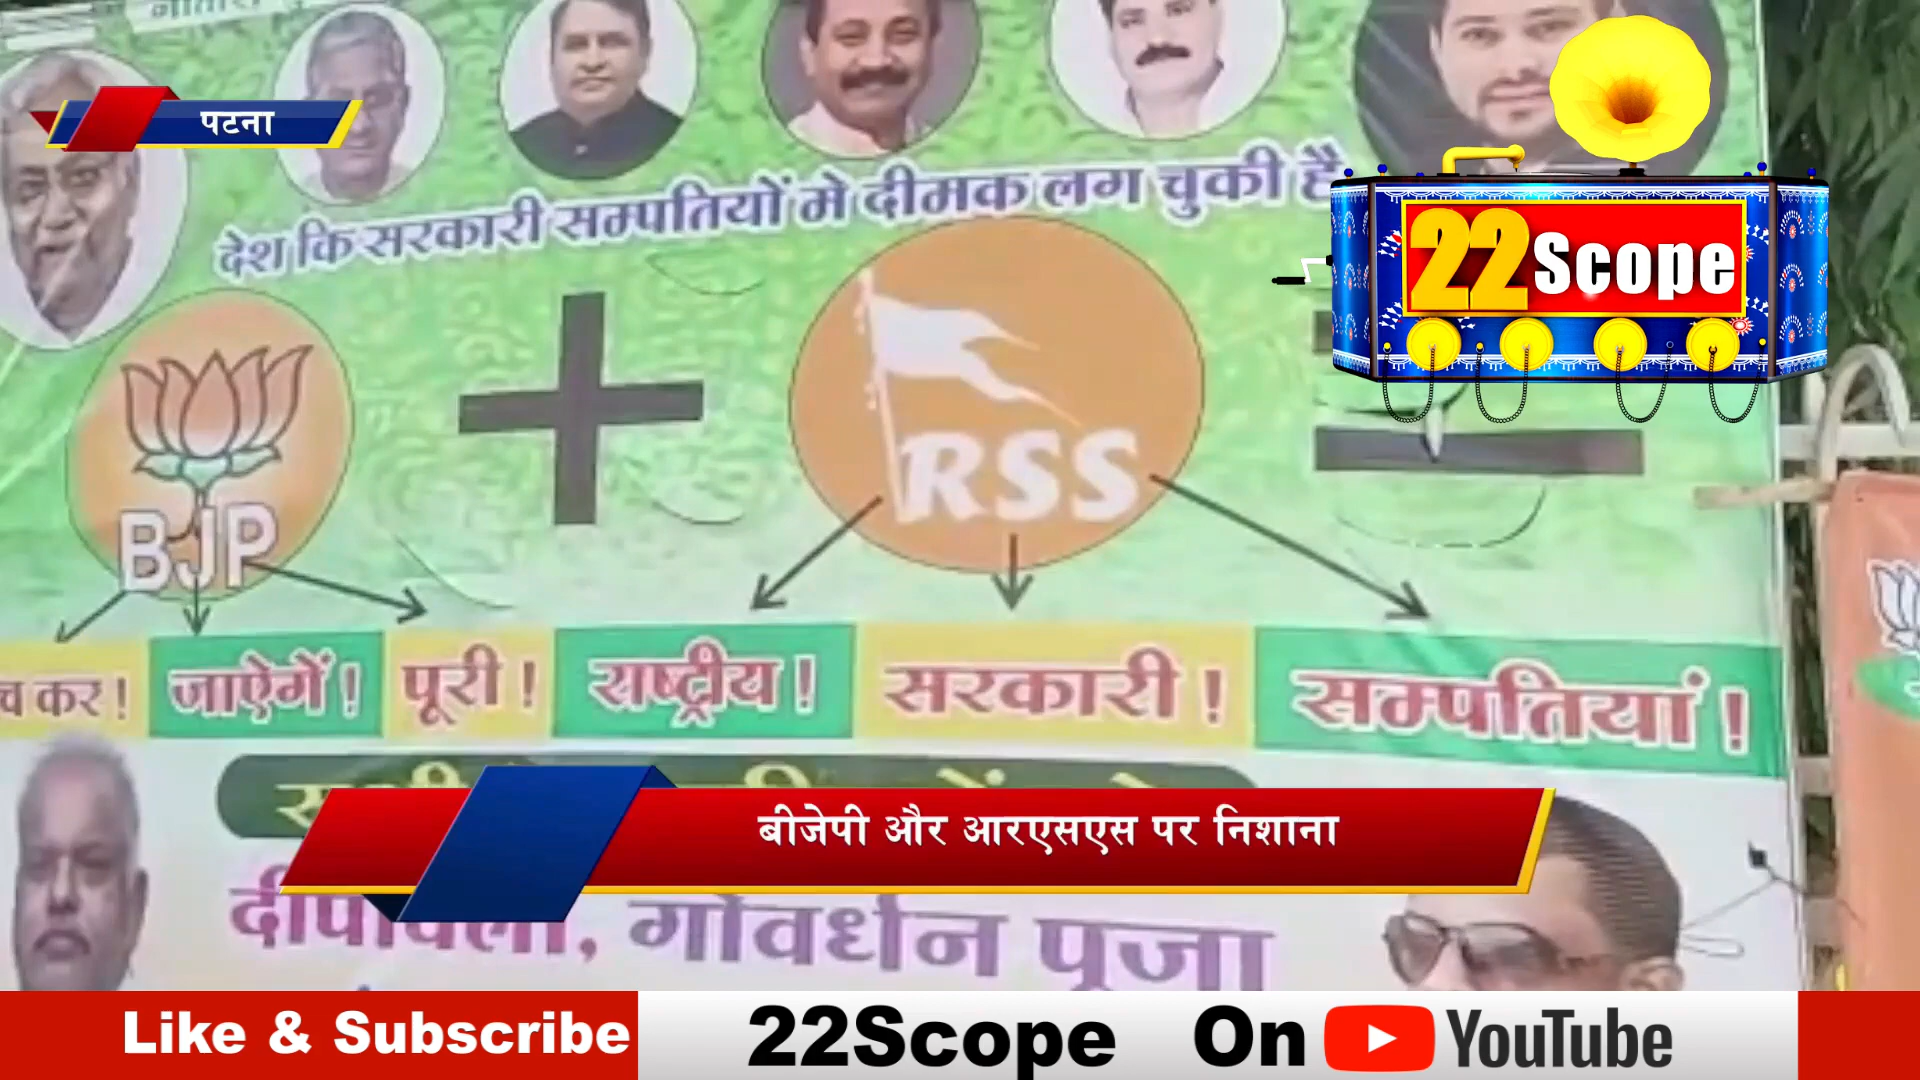 पटना
देश कि सरकारी सम्पतियों मे दीमक लग चुकी है
22Scope
BJP
RSS
च कर ! जाऐगें ! पूरी ! राष्ट्रीय ! सरकारी ! सम्पतियां !
बीजेपी और आरएसएस पर निशाना
दीपावली, गोवर्धन पूजा
Like & Subscribe 22Scope On YouTube